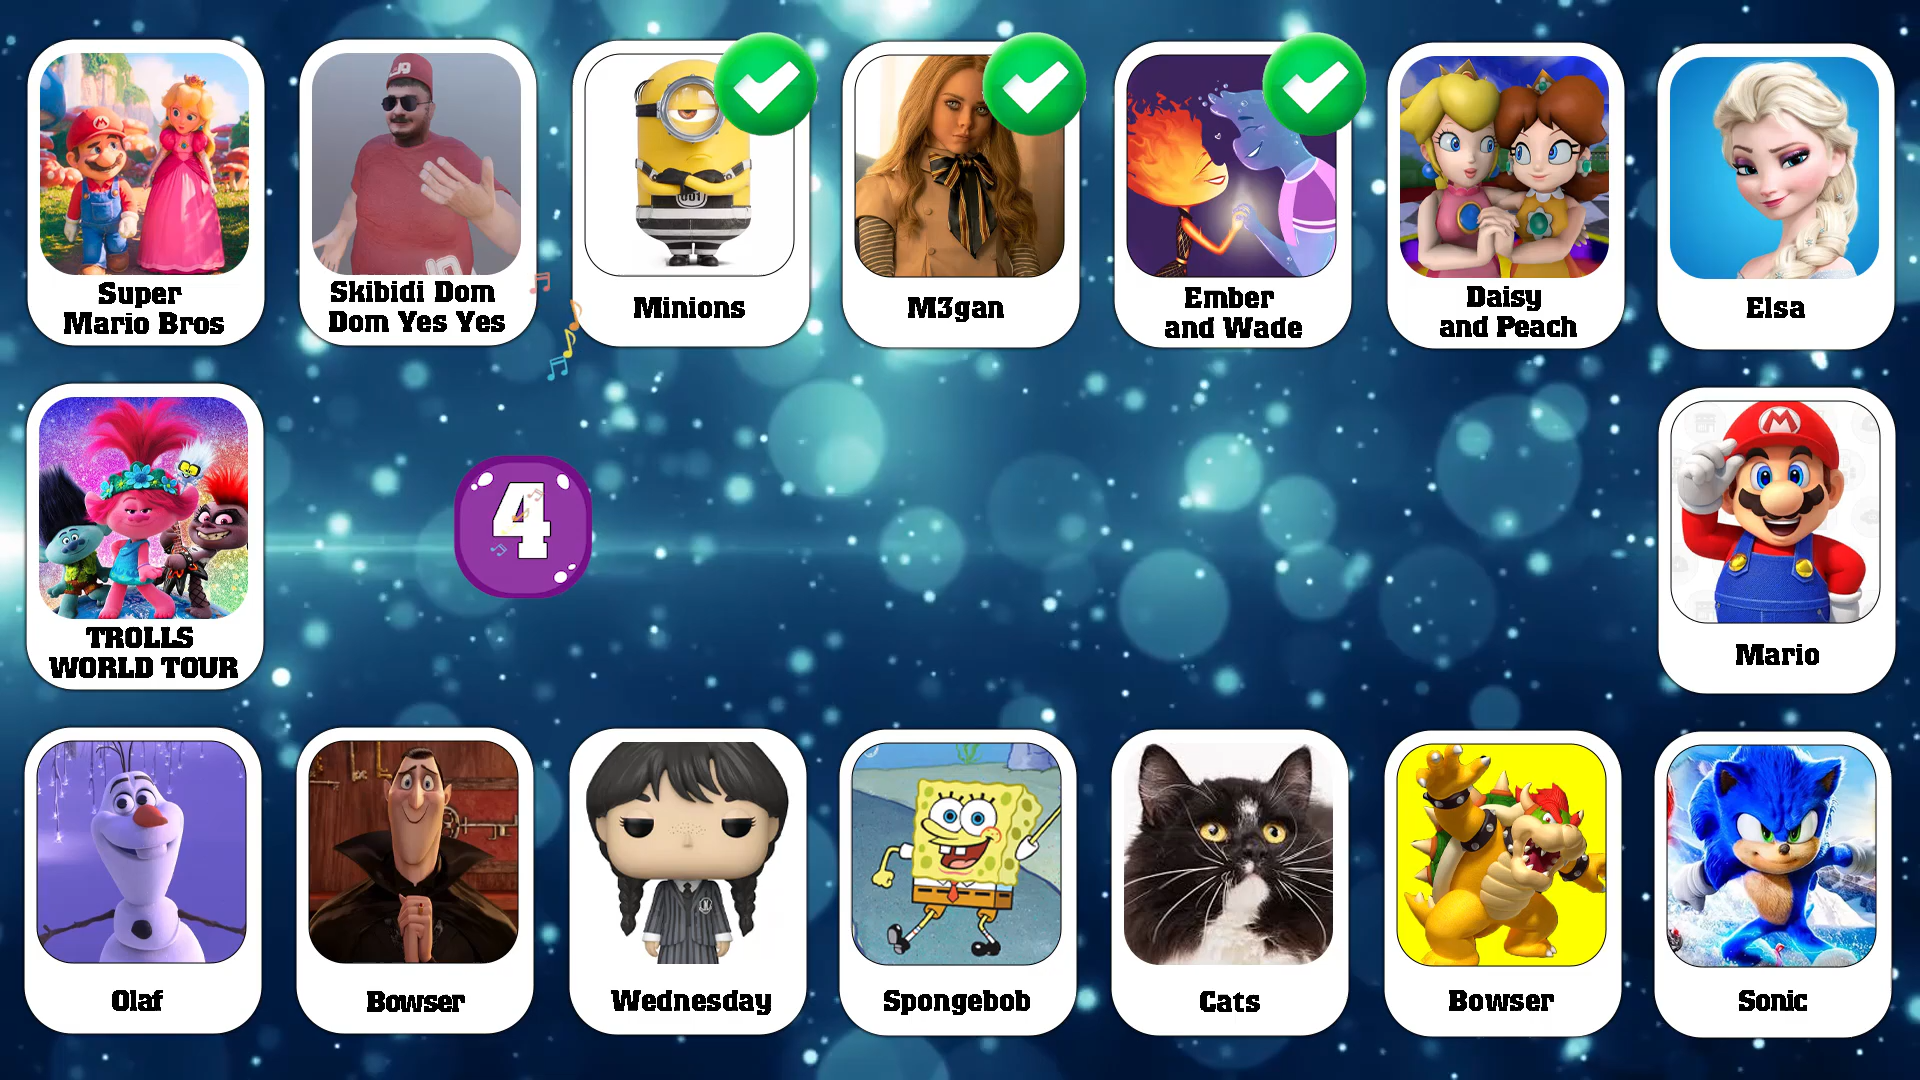 Super
Mario Bros
Skibidi Dom
Dom Yes Yes
Minions
M3gan
Ember
and Wade
Daisy
and Peach
Elsa
TROLLS
WORLD TOUR
4
Mario
Olaf
Bowser
Wednesday
Spongebob
Cats
Bowser
Sonic